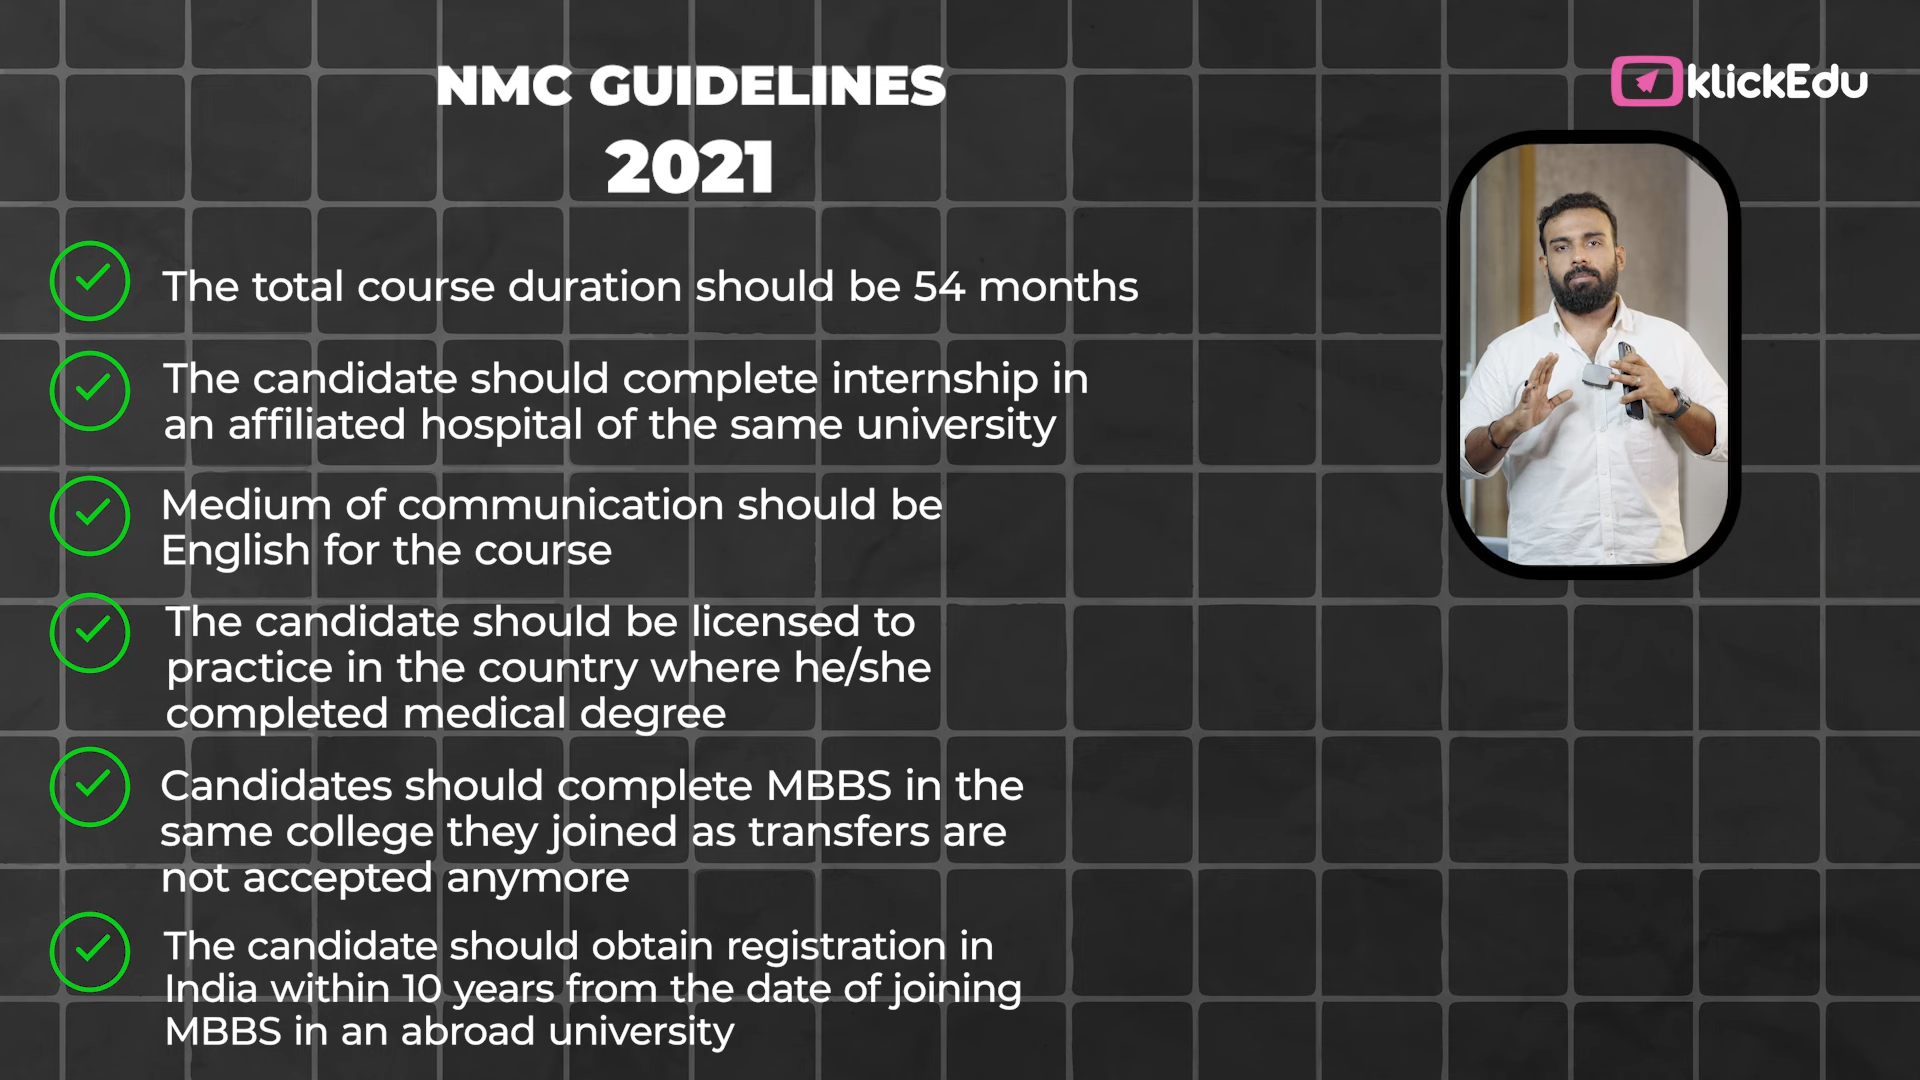 NMC GUIDELINES
2021
klickEdu
The total course duration should be 54 months
The candidate should complete internship in
an affiliated hospital of the same university
Medium of communication should be
English for the course
The candidate should be licensed to
practice in the country where he/she
completed medical degree
Candidates should complete MBBS in the
same college they joined as transfers are
not accepted anymore
The candidate should obtain registration in
India within 10 years from the date of joining
MBBS in an abroad university